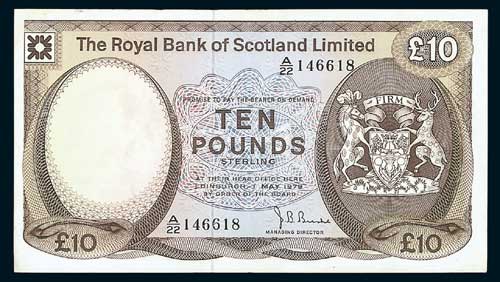 The Royal Bank of Scotland Limited
£10
A/22 146618
PROMISE TO PAY THE BEARER ON DEMAND
FIRM
TEN
POUNDS
STERLING
AT THEIR HEAD OFFICE HERE
EDINBURGH 1 MAY 1979
BY ORDER OF THE BOARD
A/22 146618
MANAGING DIRECTOR
£10
£10